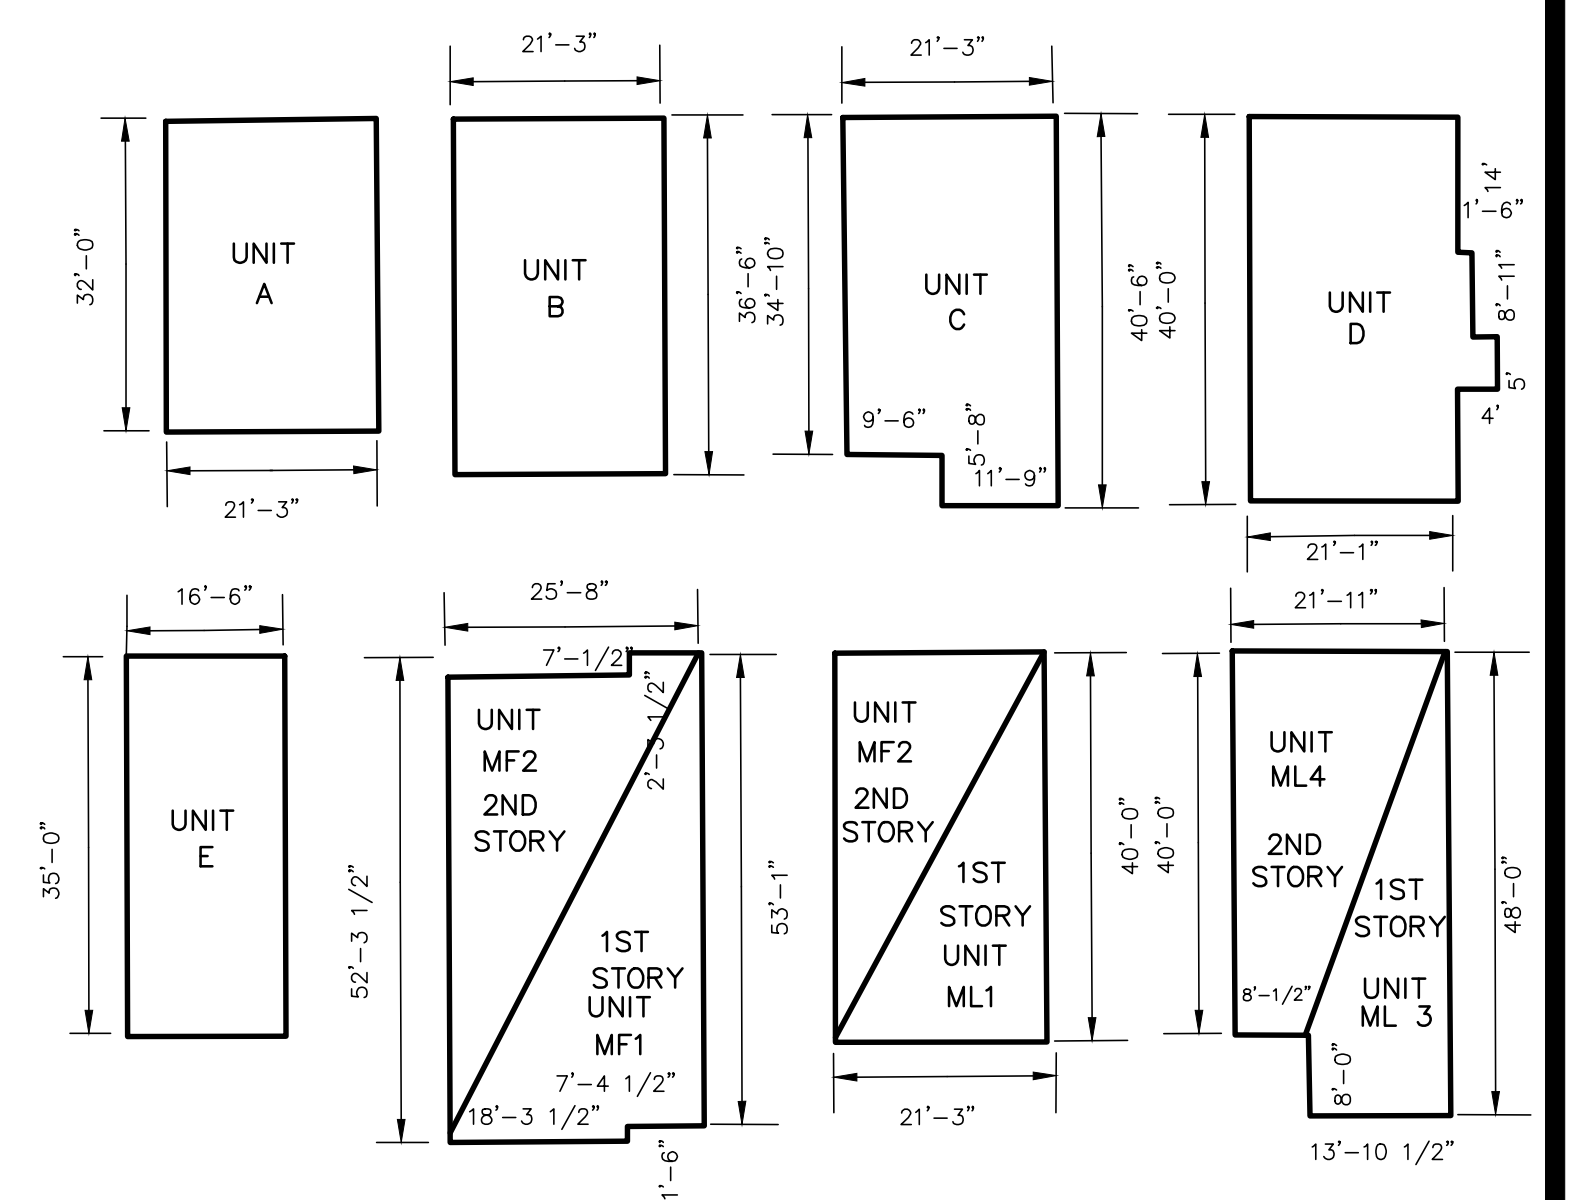 21'-3"
21'-3"
32'-0"
UNIT
A
21'-3"
UNIT
B
36'-6"
34'-10"
UNIT
C
9'-6"
5'-8"
11'-9"
40'-6"
40'-0"
UNIT
D
14'
1'-6"
8'-11"
5'
4'
21'-1"
16'-6"
35'-0"
UNIT
E
25'-8"
7'-1/2"
2'-3 1/2"
UNIT
MF2
2ND
STORY
52'-3 1/2"
1ST
STORY
UNIT
MF1
7'-4 1/2"
18'-3 1/2"
1'-6"
53'-1"
UNIT
MF2
2ND
STORY
1ST
STORY
UNIT
ML1
21'-3"
40'-0"
40'-0"
21'-11"
UNIT
ML4
2ND
STORY
1ST
STORY
8'-1/2"
UNIT
ML 3
8'-0"
48'-0"
13'-10 1/2"